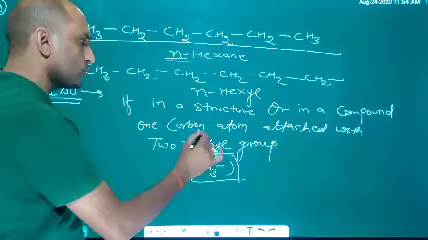 Aug-24-2020 11:54 AM
CH3 — CH2 — CH2 — CH2 — CH2 — CH3
n-Hexane
CH3 — CH2 — CH2 — CH2 — CH2 — CH2 —
n-Hexye
If in a structure or in a compound
one Carbon atom attached with
Two group